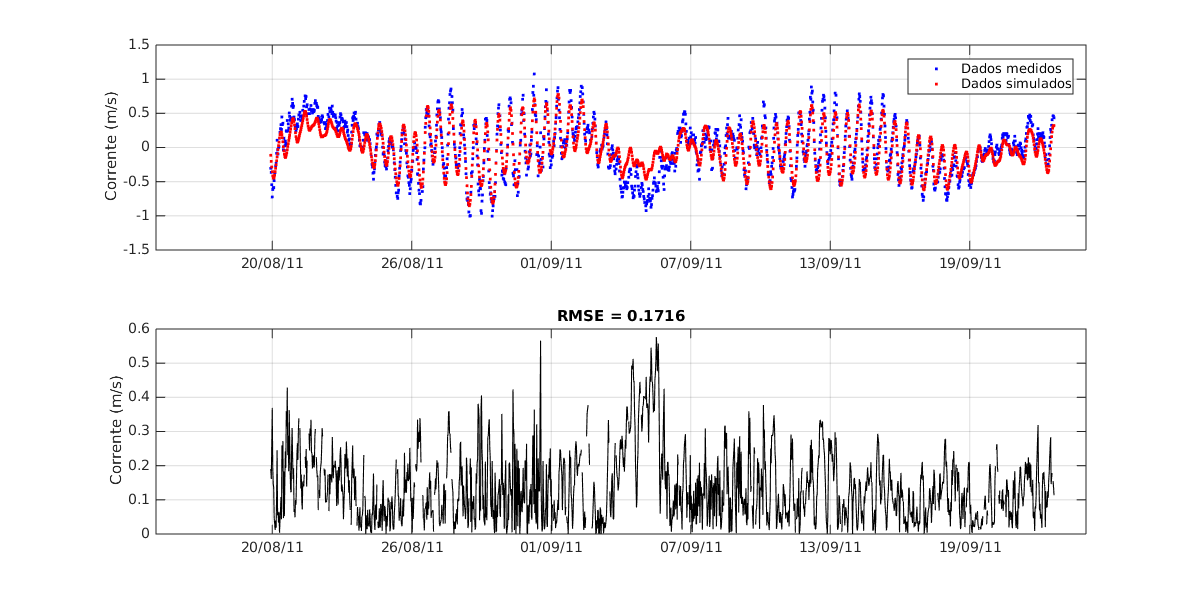 1.5
1
0.5
0
-0.5
-1
-1.5
Corrente (m/s)
Dados medidos
Dados simulados
20/08/11 26/08/11 01/09/11 07/09/11 13/09/11 19/09/11
RMSE = 0.1716
0.6
0.5
0.4
0.3
0.2
0.1
0
Corrente (m/s)
20/08/11 26/08/11 01/09/11 07/09/11 13/09/11 19/09/11